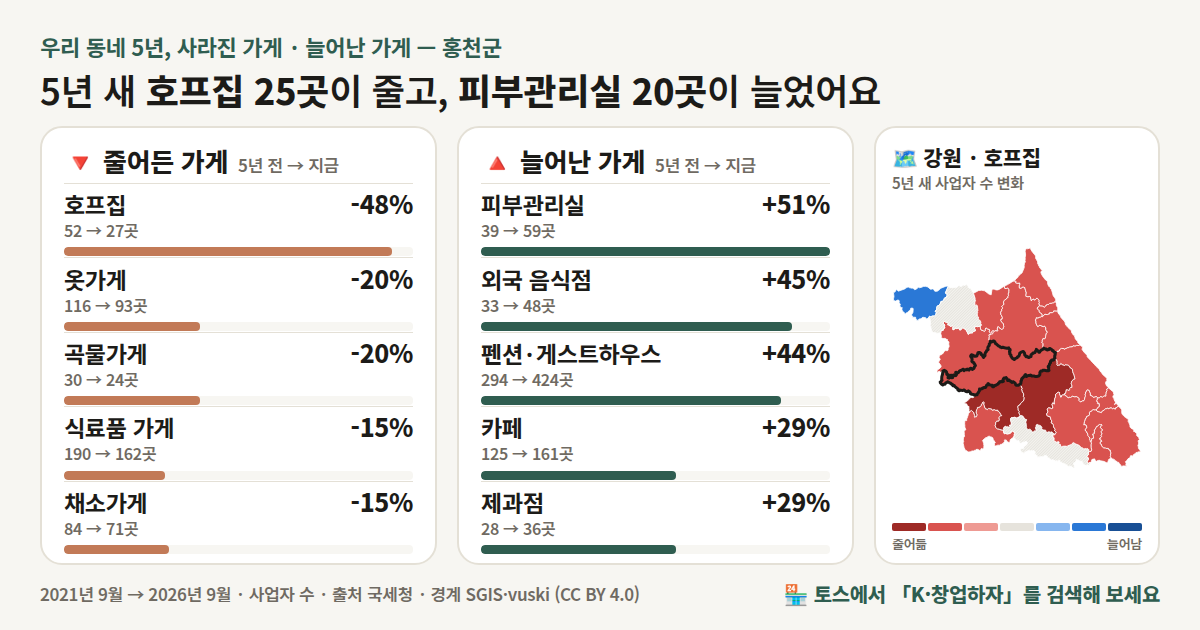 우리 동네 5년, 사라진 가게 · 늘어난 가게 — 홍천군
5년 새 호프집 25곳이 줄고, 피부관리실 20곳이 늘었어요
줄어든 가게 5년 전 → 지금
호프집 -48%
52 → 27곳
옷가게 -20%
116 → 93곳
곡물가게 -20%
30 → 24곳
식료품 가게 -15%
190 → 162곳
채소가게 -15%
84 → 71곳
늘어난 가게 5년 전 → 지금
피부관리실 +51%
39 → 59곳
외국 음식점 +45%
33 → 48곳
펜션·게스트하우스 +44%
294 → 424곳
카페 +29%
125 → 161곳
제과점 +29%
28 → 36곳
강원 · 호프집
5년 새 사업자 수 변화
줄어듦 늘어남
2021년 9월 → 2026년 9월 · 사업자 수 · 출처 국세청 · 경계 SGIS·vuski (CC BY 4.0)
토스에서 「K·창업하자」를 검색해 보세요